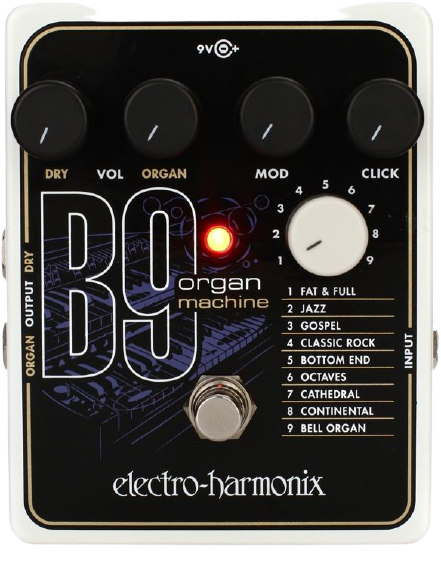 9V +
DRY VOL ORGAN MOD CLICK
4 5 6
3 7
2 8
1 9
B9
organ
machine
ORGAN OUTPUT DRY
INPUT
1 FAT & FULL
2 JAZZ
3 GOSPEL
4 CLASSIC ROCK
5 BOTTOM END
6 OCTAVES
7 CATHEDRAL
8 CONTINENTAL
9 BELL ORGAN
electro-harmonix